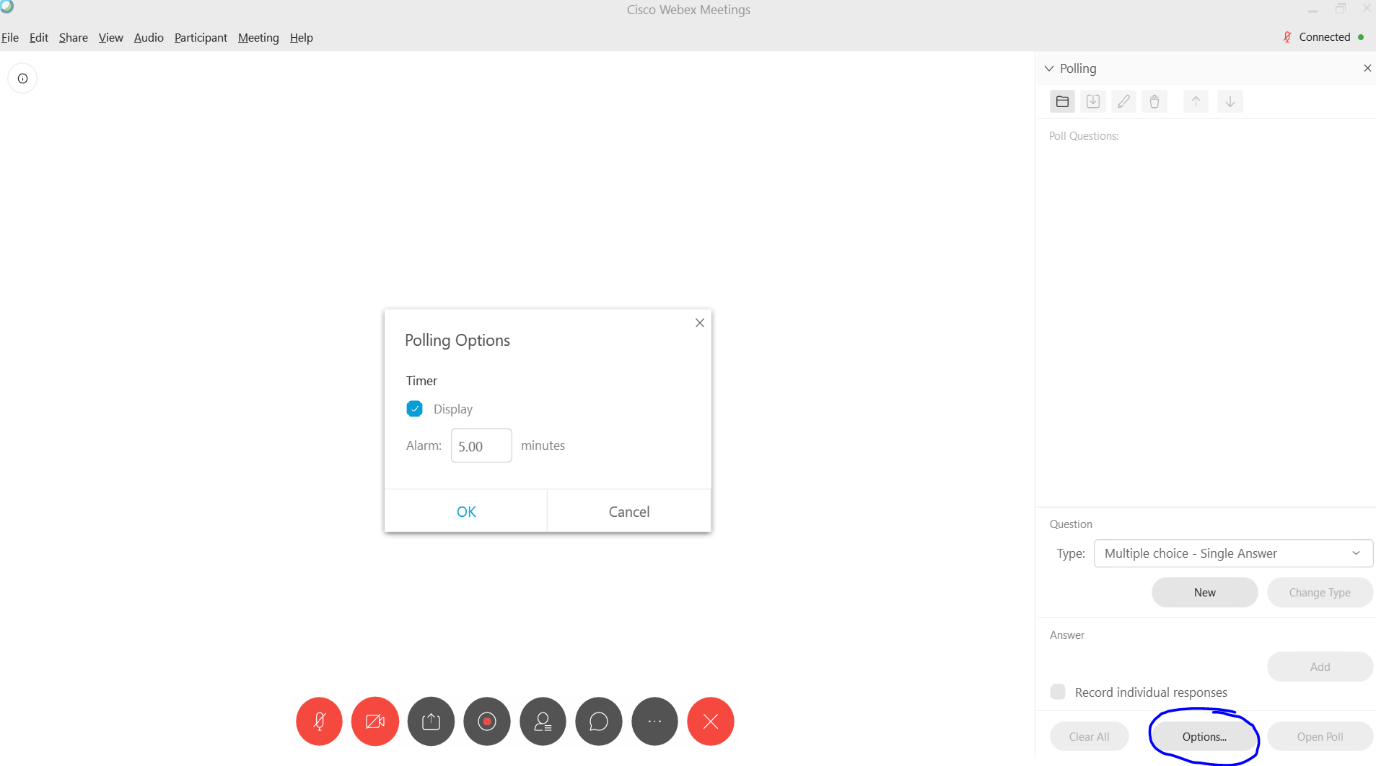 Cisco Webex Meetings
File Edit Share View Audio Participant Meeting Help
Connected
Polling
Poll Questions:
Polling Options
Timer
Display
Alarm: 5.00 minutes
OK Cancel
Question
Type: Multiple choice - Single Answer
New Change Type
Answer
Add
Record individual responses
Clear All Options... Open Poll